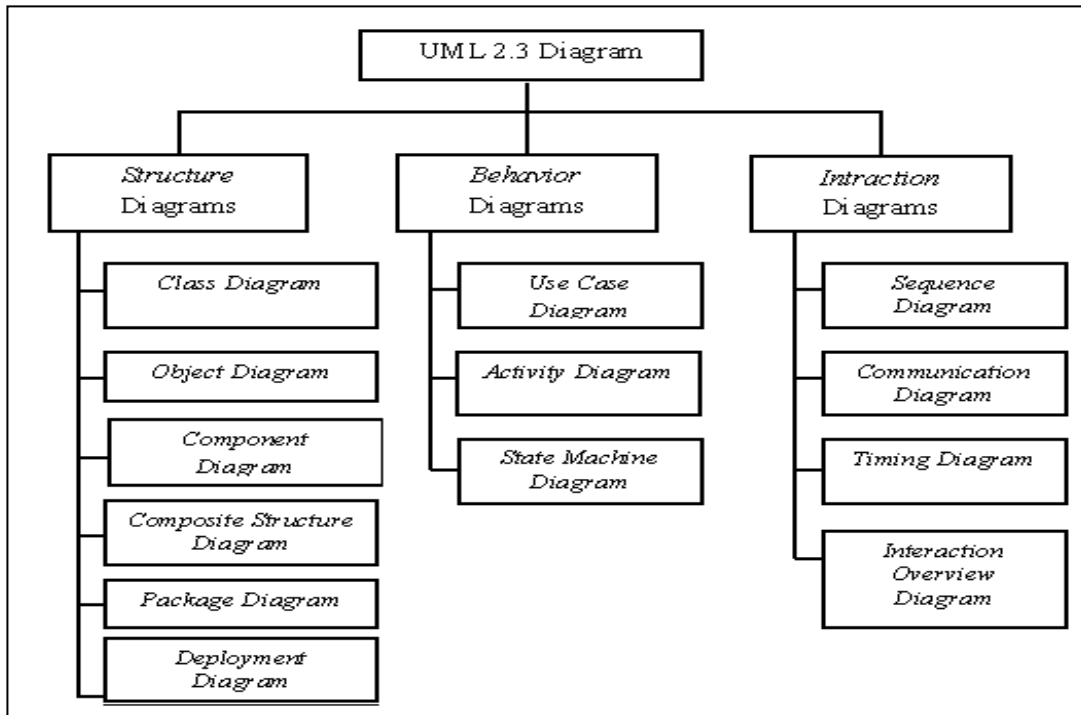 UML 2.3 Diagram
Structure
Diagrams
Class Diagram
Object Diagram
Component
Diagram
Composite Structure
Diagram
Package Diagram
Deployment
Diagram
Behavior
Diagrams
Use Case
Diagram
Activity Diagram
State Machine
Diagram
Intraction
Diagrams
Sequence
Diagram
Communication
Diagram
Timing Diagram
Interaction
Overview
Diagram